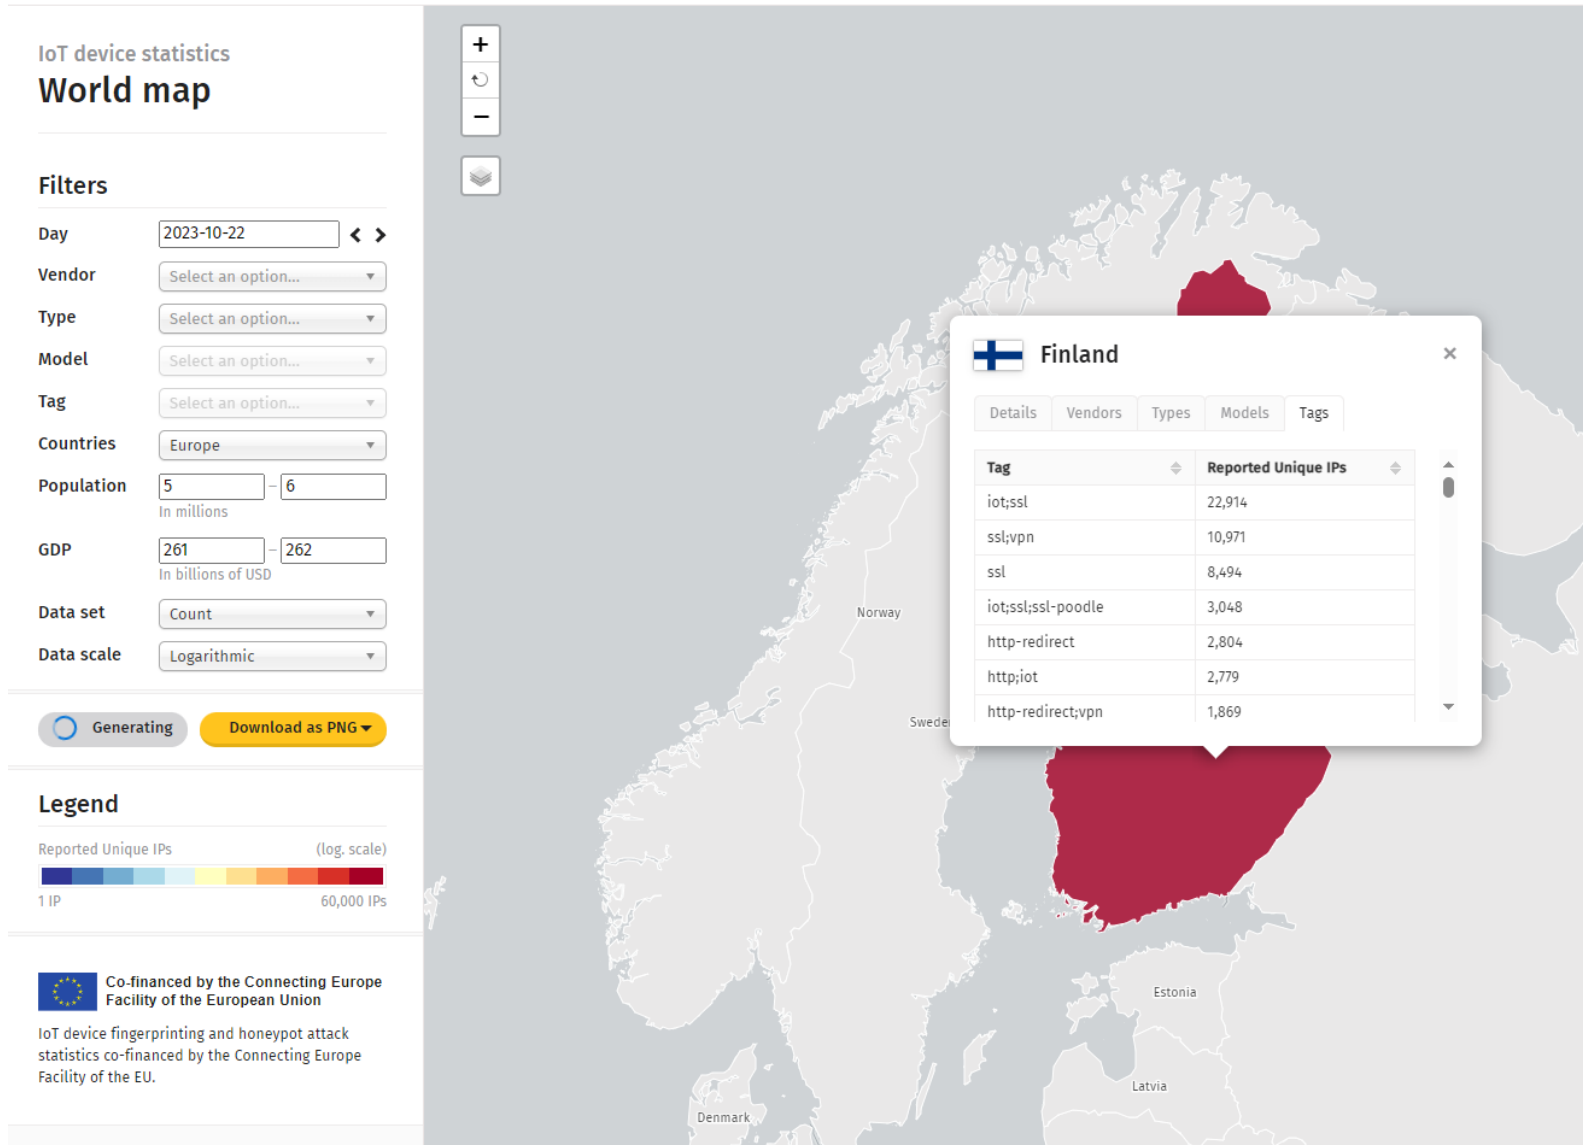 IoT device statistics
World map
Filters
Day 2023-10-22
Vendor Select an option...
Type Select an option...
Model Select an option...
Tag Select an option...
Countries Europe
Population 5 – 6
In millions
GDP 261 – 262
In billions of USD
Data set Count
Data scale Logarithmic
Generating Download as PNG
Legend
Reported Unique IPs (log. scale)
1 IP 60,000 IPs
Co-financed by the Connecting Europe
Facility of the European Union
IoT device fingerprinting and honeypot attack
statistics co-financed by the Connecting Europe
Facility of the EU.
+
−
Finland ×
Details Vendors Types Models Tags
Tag Reported Unique IPs
iot;ssl 22,914
ssl;vpn 10,971
ssl 8,494
iot;ssl;ssl-poodle 3,048
http-redirect 2,804
http;iot 2,779
http-redirect;vpn 1,869
Norway
Swede
Estonia
Latvia
Denmark